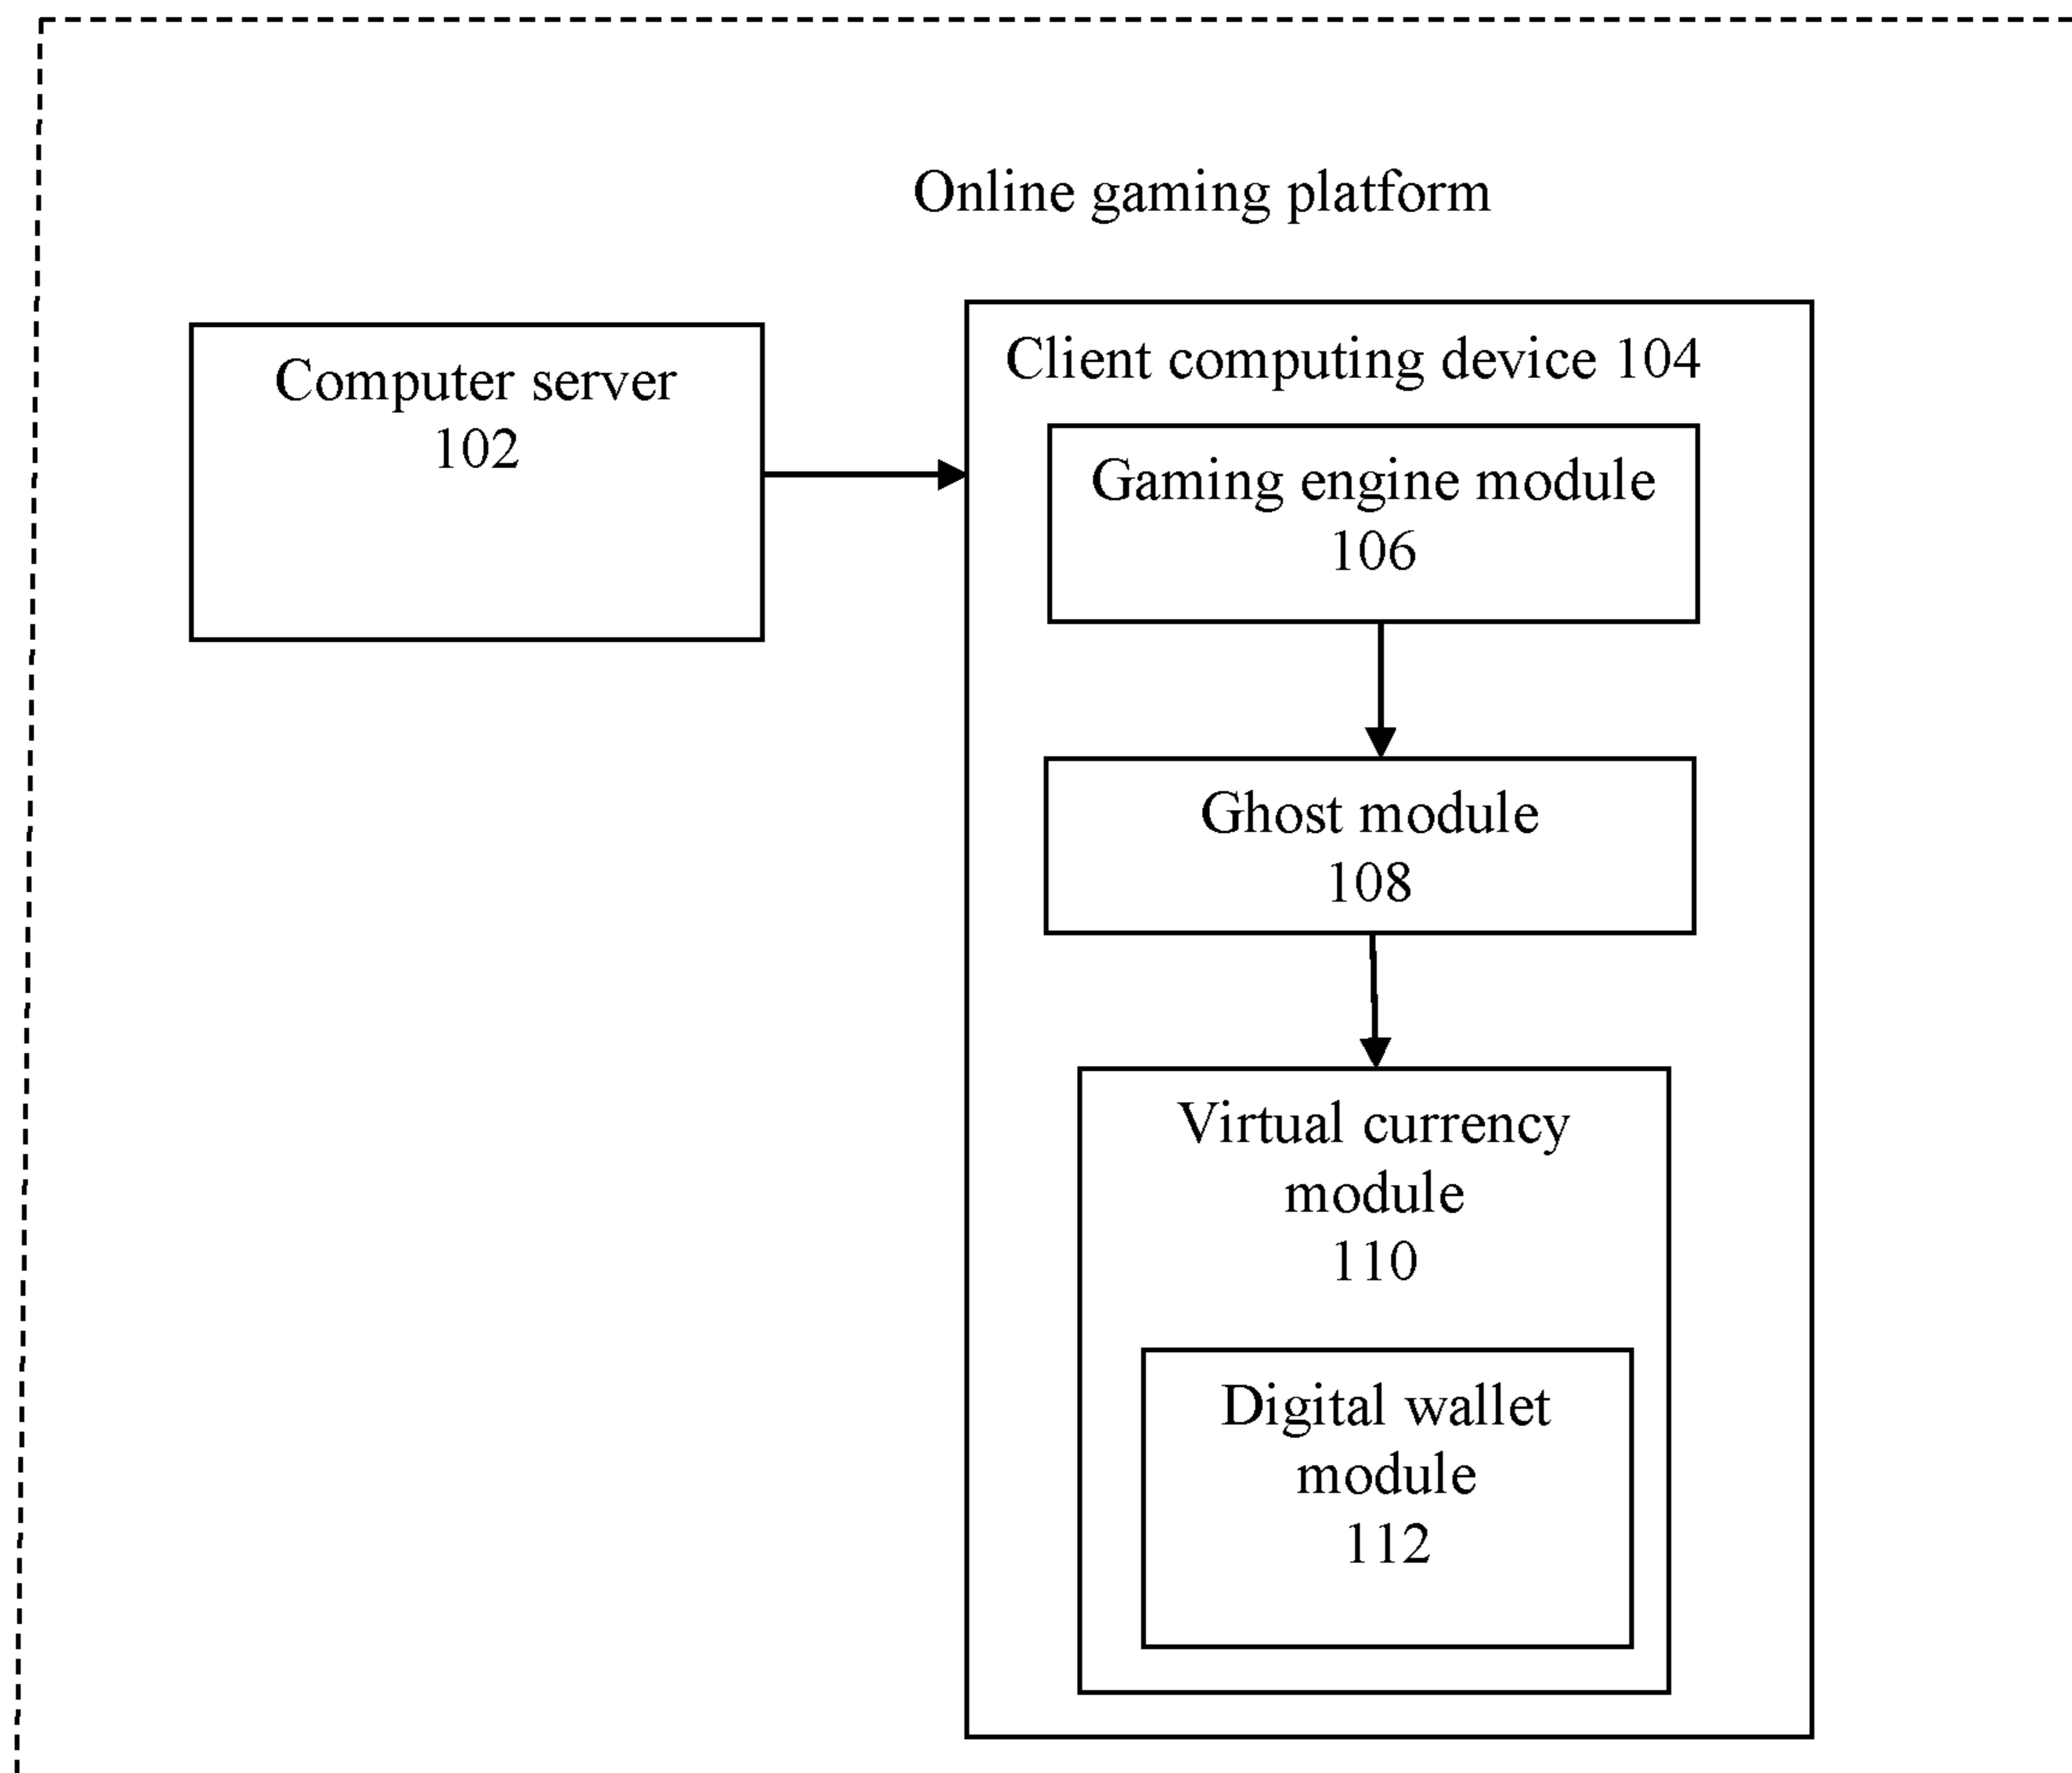 Online gaming platform
Computer server
102
Client computing device 104
Gaming engine module
106
Ghost module
108
Virtual currency
module
110
Digital wallet
module
112